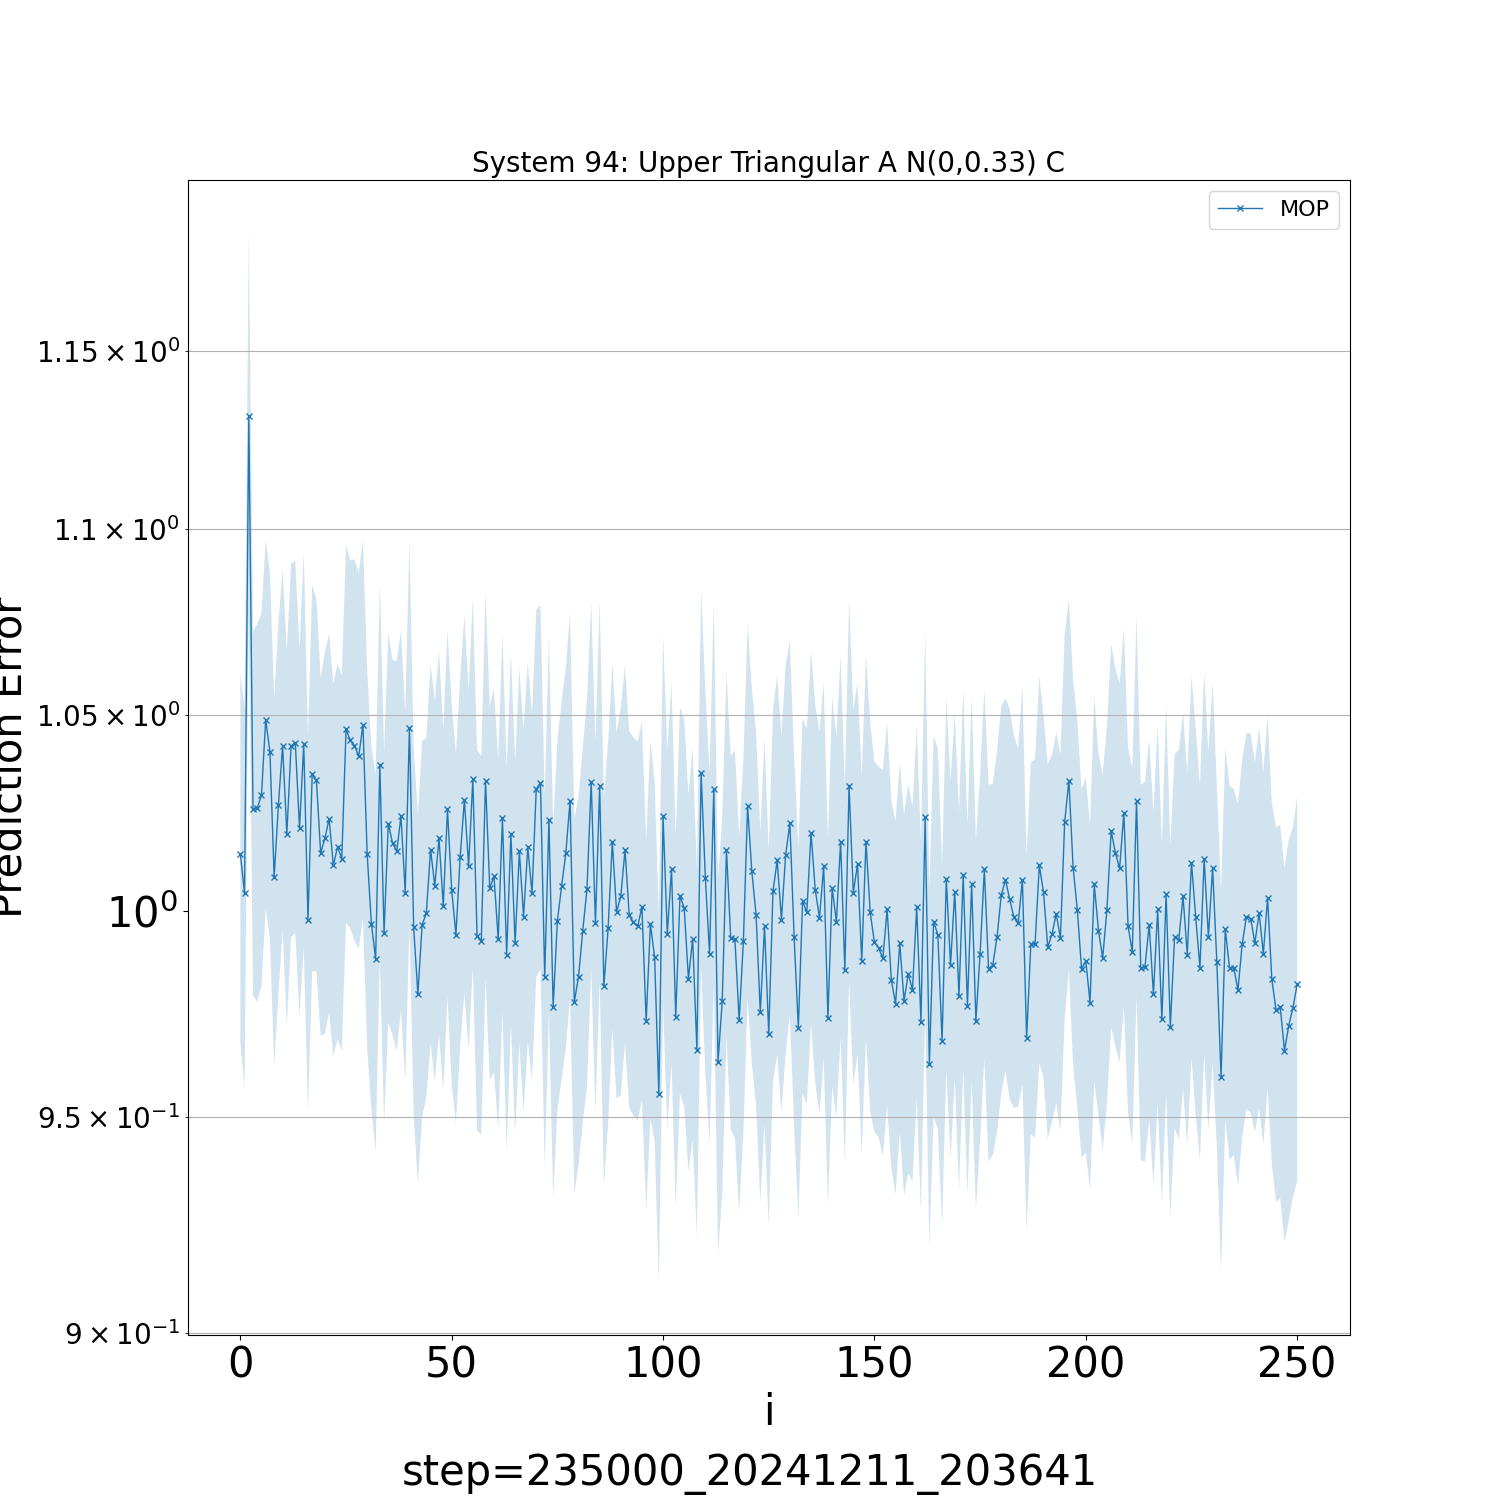 System 94: Upper Triangular A N(0,0.33) C
MOP
1.15 × 10⁰
1.1 × 10⁰
1.05 × 10⁰
10⁰
9.5 × 10⁻¹
9 × 10⁻¹
Prediction Error
0 50 100 150 200 250
i
step=235000_20241211_203641